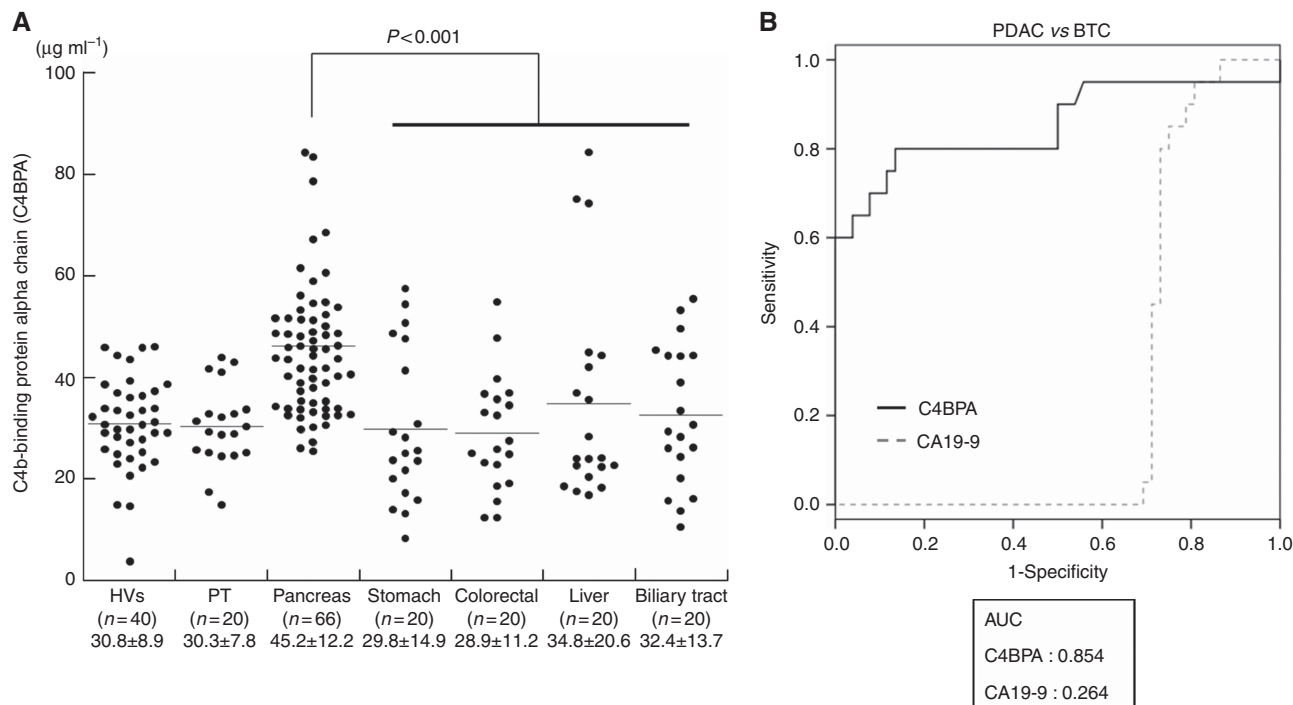 A
(μg ml−1)
P<0.001
C4b-binding protein alpha chain (C4BPA)
100
80
60
40
20
0
HVs PT Pancreas Stomach Colorectal Liver Biliary tract
(n=40) (n=20) (n=66) (n=20) (n=20) (n=20) (n=20)
30.8±8.9 30.3±7.8 45.2±12.2 29.8±14.9 28.9±11.2 34.8±20.6 32.4±13.7
B
PDAC vs BTC
Sensitivity
1.0
0.8
0.6
0.4
0.2
0.0
C4BPA
CA19-9
0.0 0.2 0.4 0.6 0.8 1.0
1-Specificity
AUC
C4BPA : 0.854
CA19-9 : 0.264